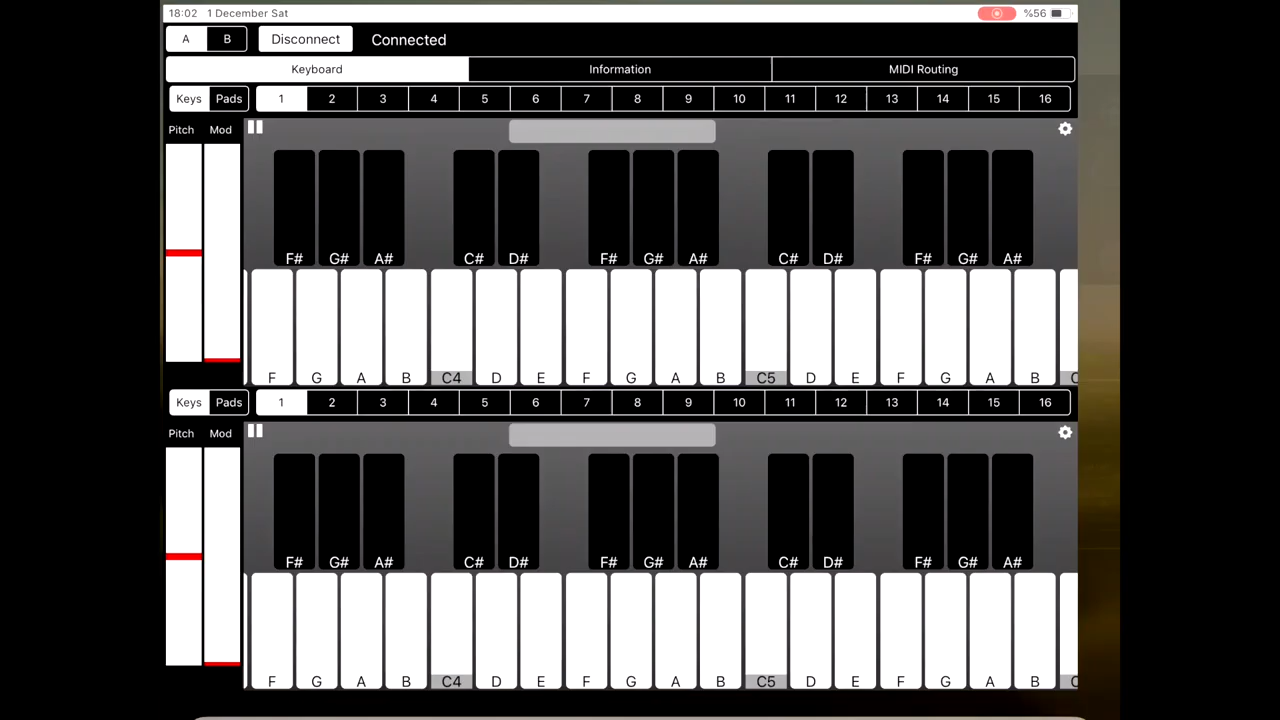 18:02 1 December Sat %56
A B Disconnect Connected
Keyboard Information MIDI Routing
Keys Pads 1 2 3 4 5 6 7 8 9 10 11 12 13 14 15 16
Pitch Mod
F# G# A# C# D# F# G# A# C# D# F# G# A#
F G A B C4 D E F G A B C5 D E F G A B C
Keys Pads 1 2 3 4 5 6 7 8 9 10 11 12 13 14 15 16
Pitch Mod
F# G# A# C# D# F# G# A# C# D# F# G# A#
F G A B C4 D E F G A B C5 D E F G A B C